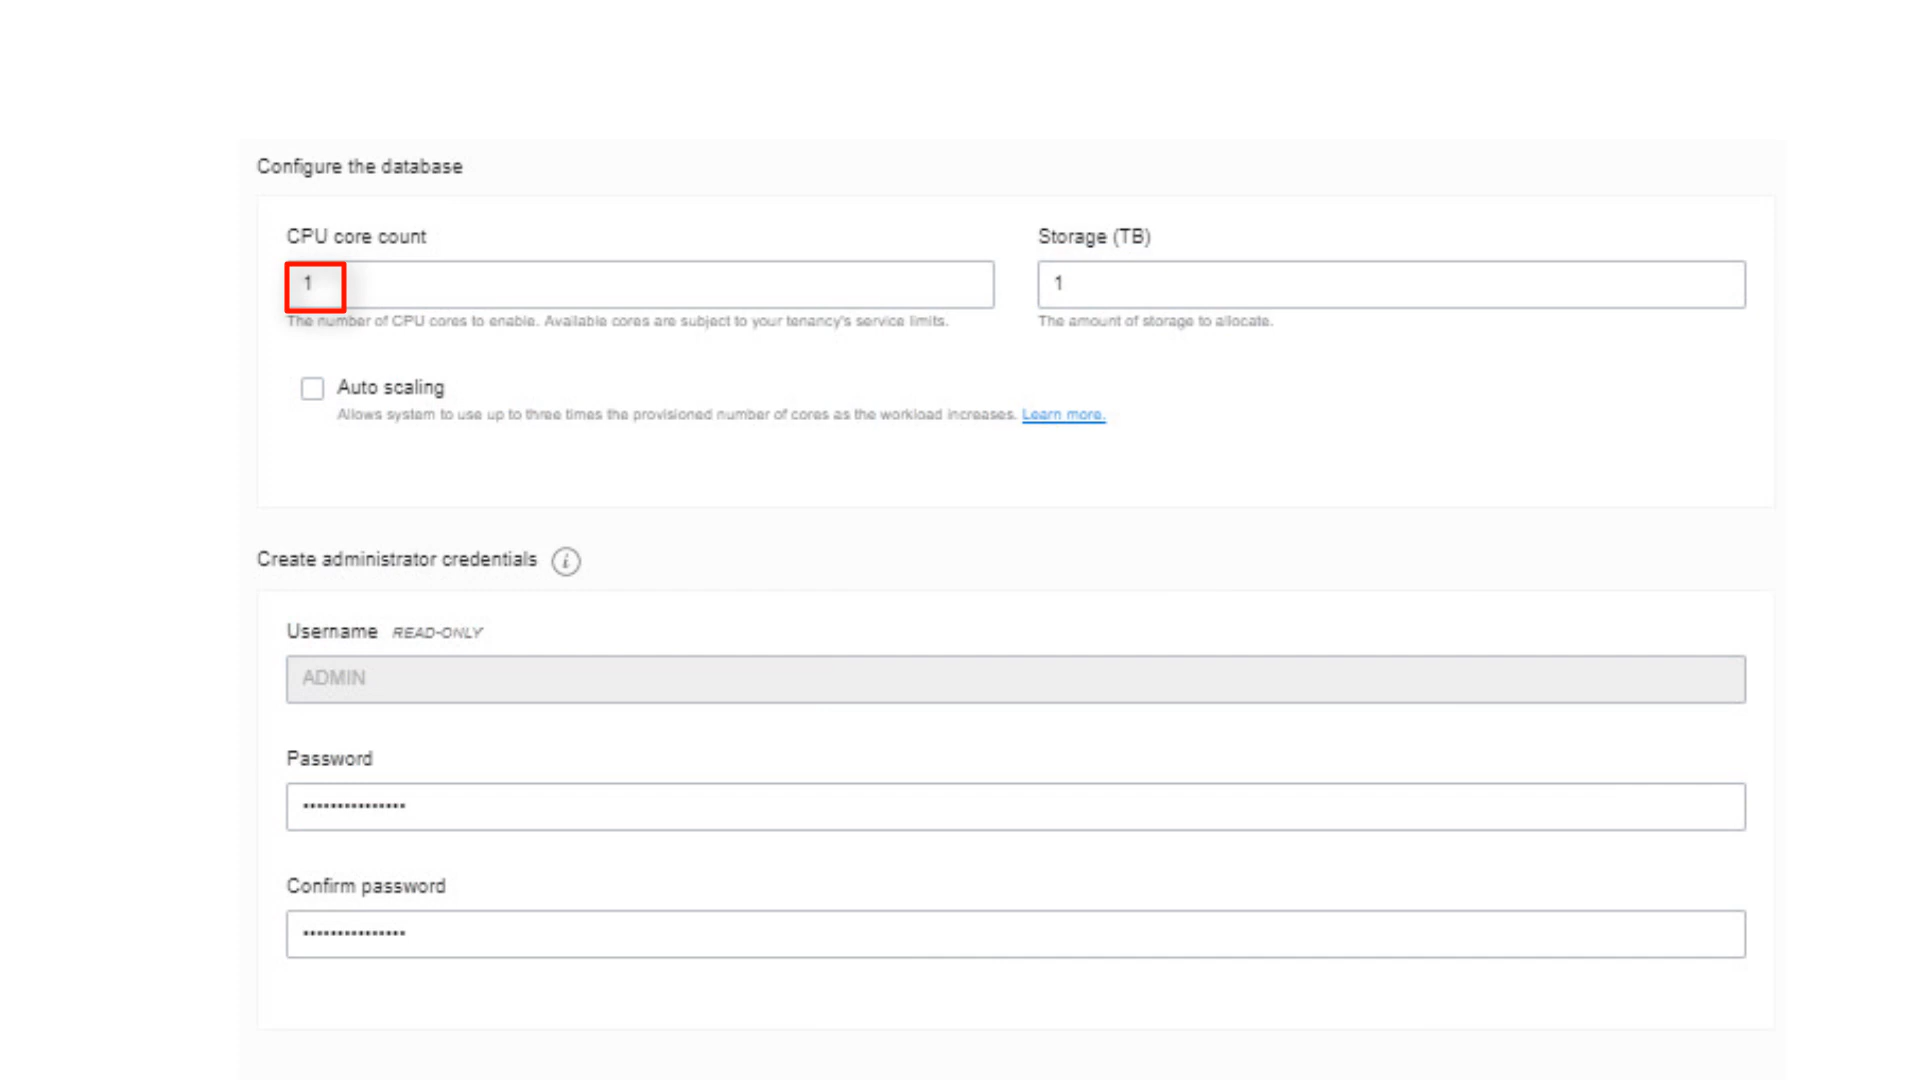 Configure the database
CPU core count
1
The number of CPU cores to enable. Available cores are subject to your tenancy's service limits.
Storage (TB)
1
The amount of storage to allocate.
Auto scaling
Allows system to use up to three times the provisioned number of cores as the workload increases. Learn more.
Create administrator credentials i
Username READ-ONLY
ADMIN
Password
•••••••••••••••
Confirm password
•••••••••••••••